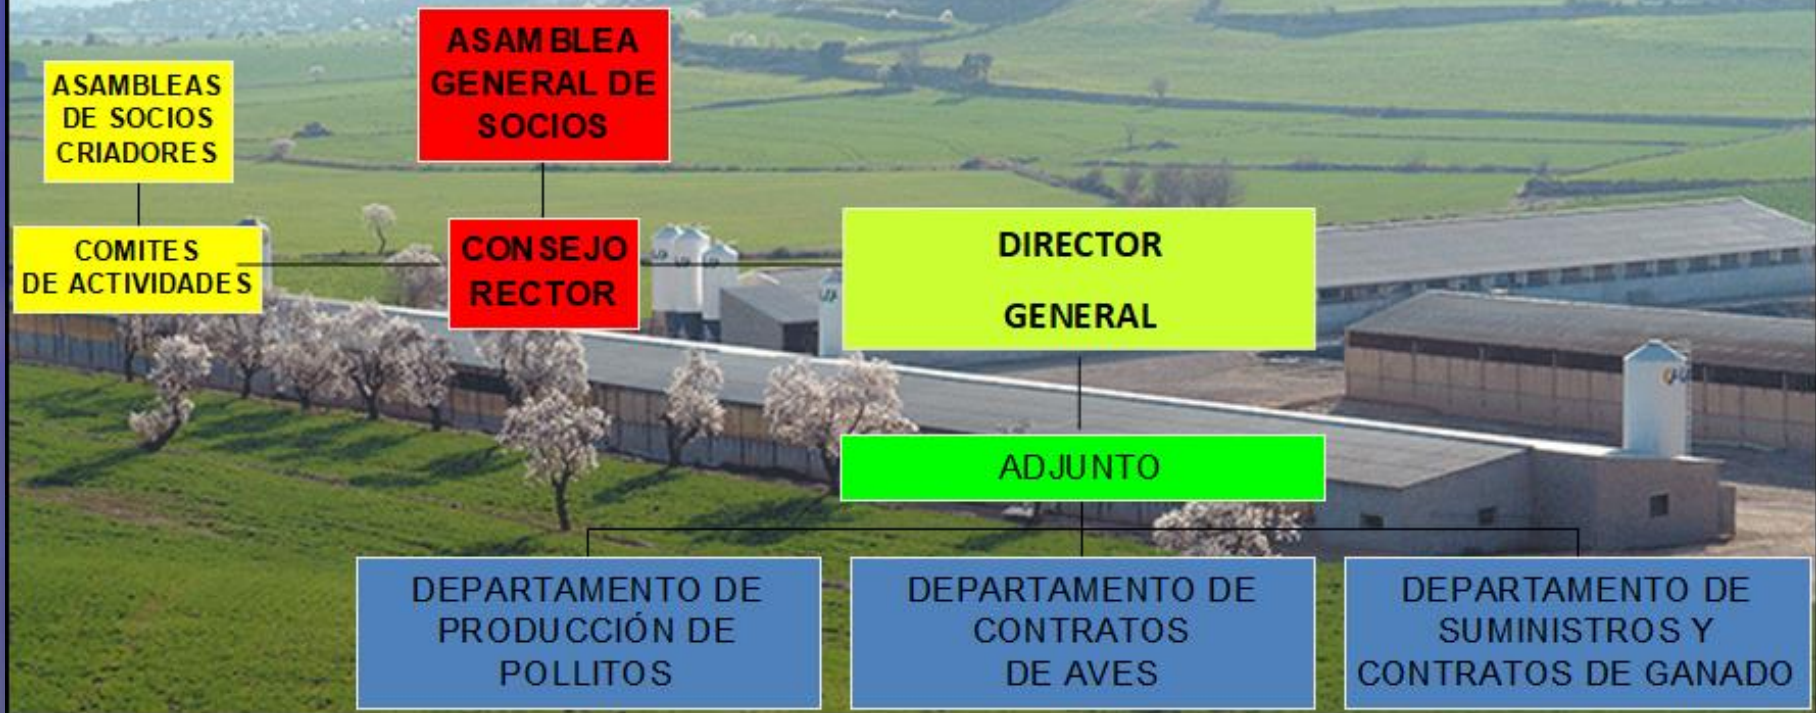 ASAMBLEA
GENERAL DE
SOCIOS
ASAMBLEAS
DE SOCIOS
CRIADORES
COMITES
DE ACTIVIDADES
CONSEJO
RECTOR
DIRECTOR
GENERAL
ADJUNTO
DEPARTAMENTO DE
PRODUCCIÓN DE
POLLITOS
DEPARTAMENTO DE
CONTRATOS
DE AVES
DEPARTAMENTO DE
SUMINISTROS Y
CONTRATOS DE GANADO